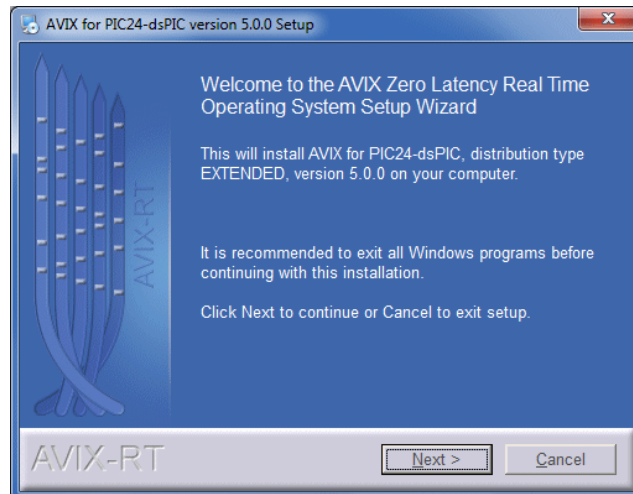 AVIX for PIC24-dsPIC version 5.0.0 Setup
AVIX-RT
Welcome to the AVIX Zero Latency Real Time
Operating System Setup Wizard
This will install AVIX for PIC24-dsPIC, distribution type
EXTENDED, version 5.0.0 on your computer.
It is recommended to exit all Windows programs before
continuing with this installation.
Click Next to continue or Cancel to exit setup.
AVIX-RT
Next >
Cancel